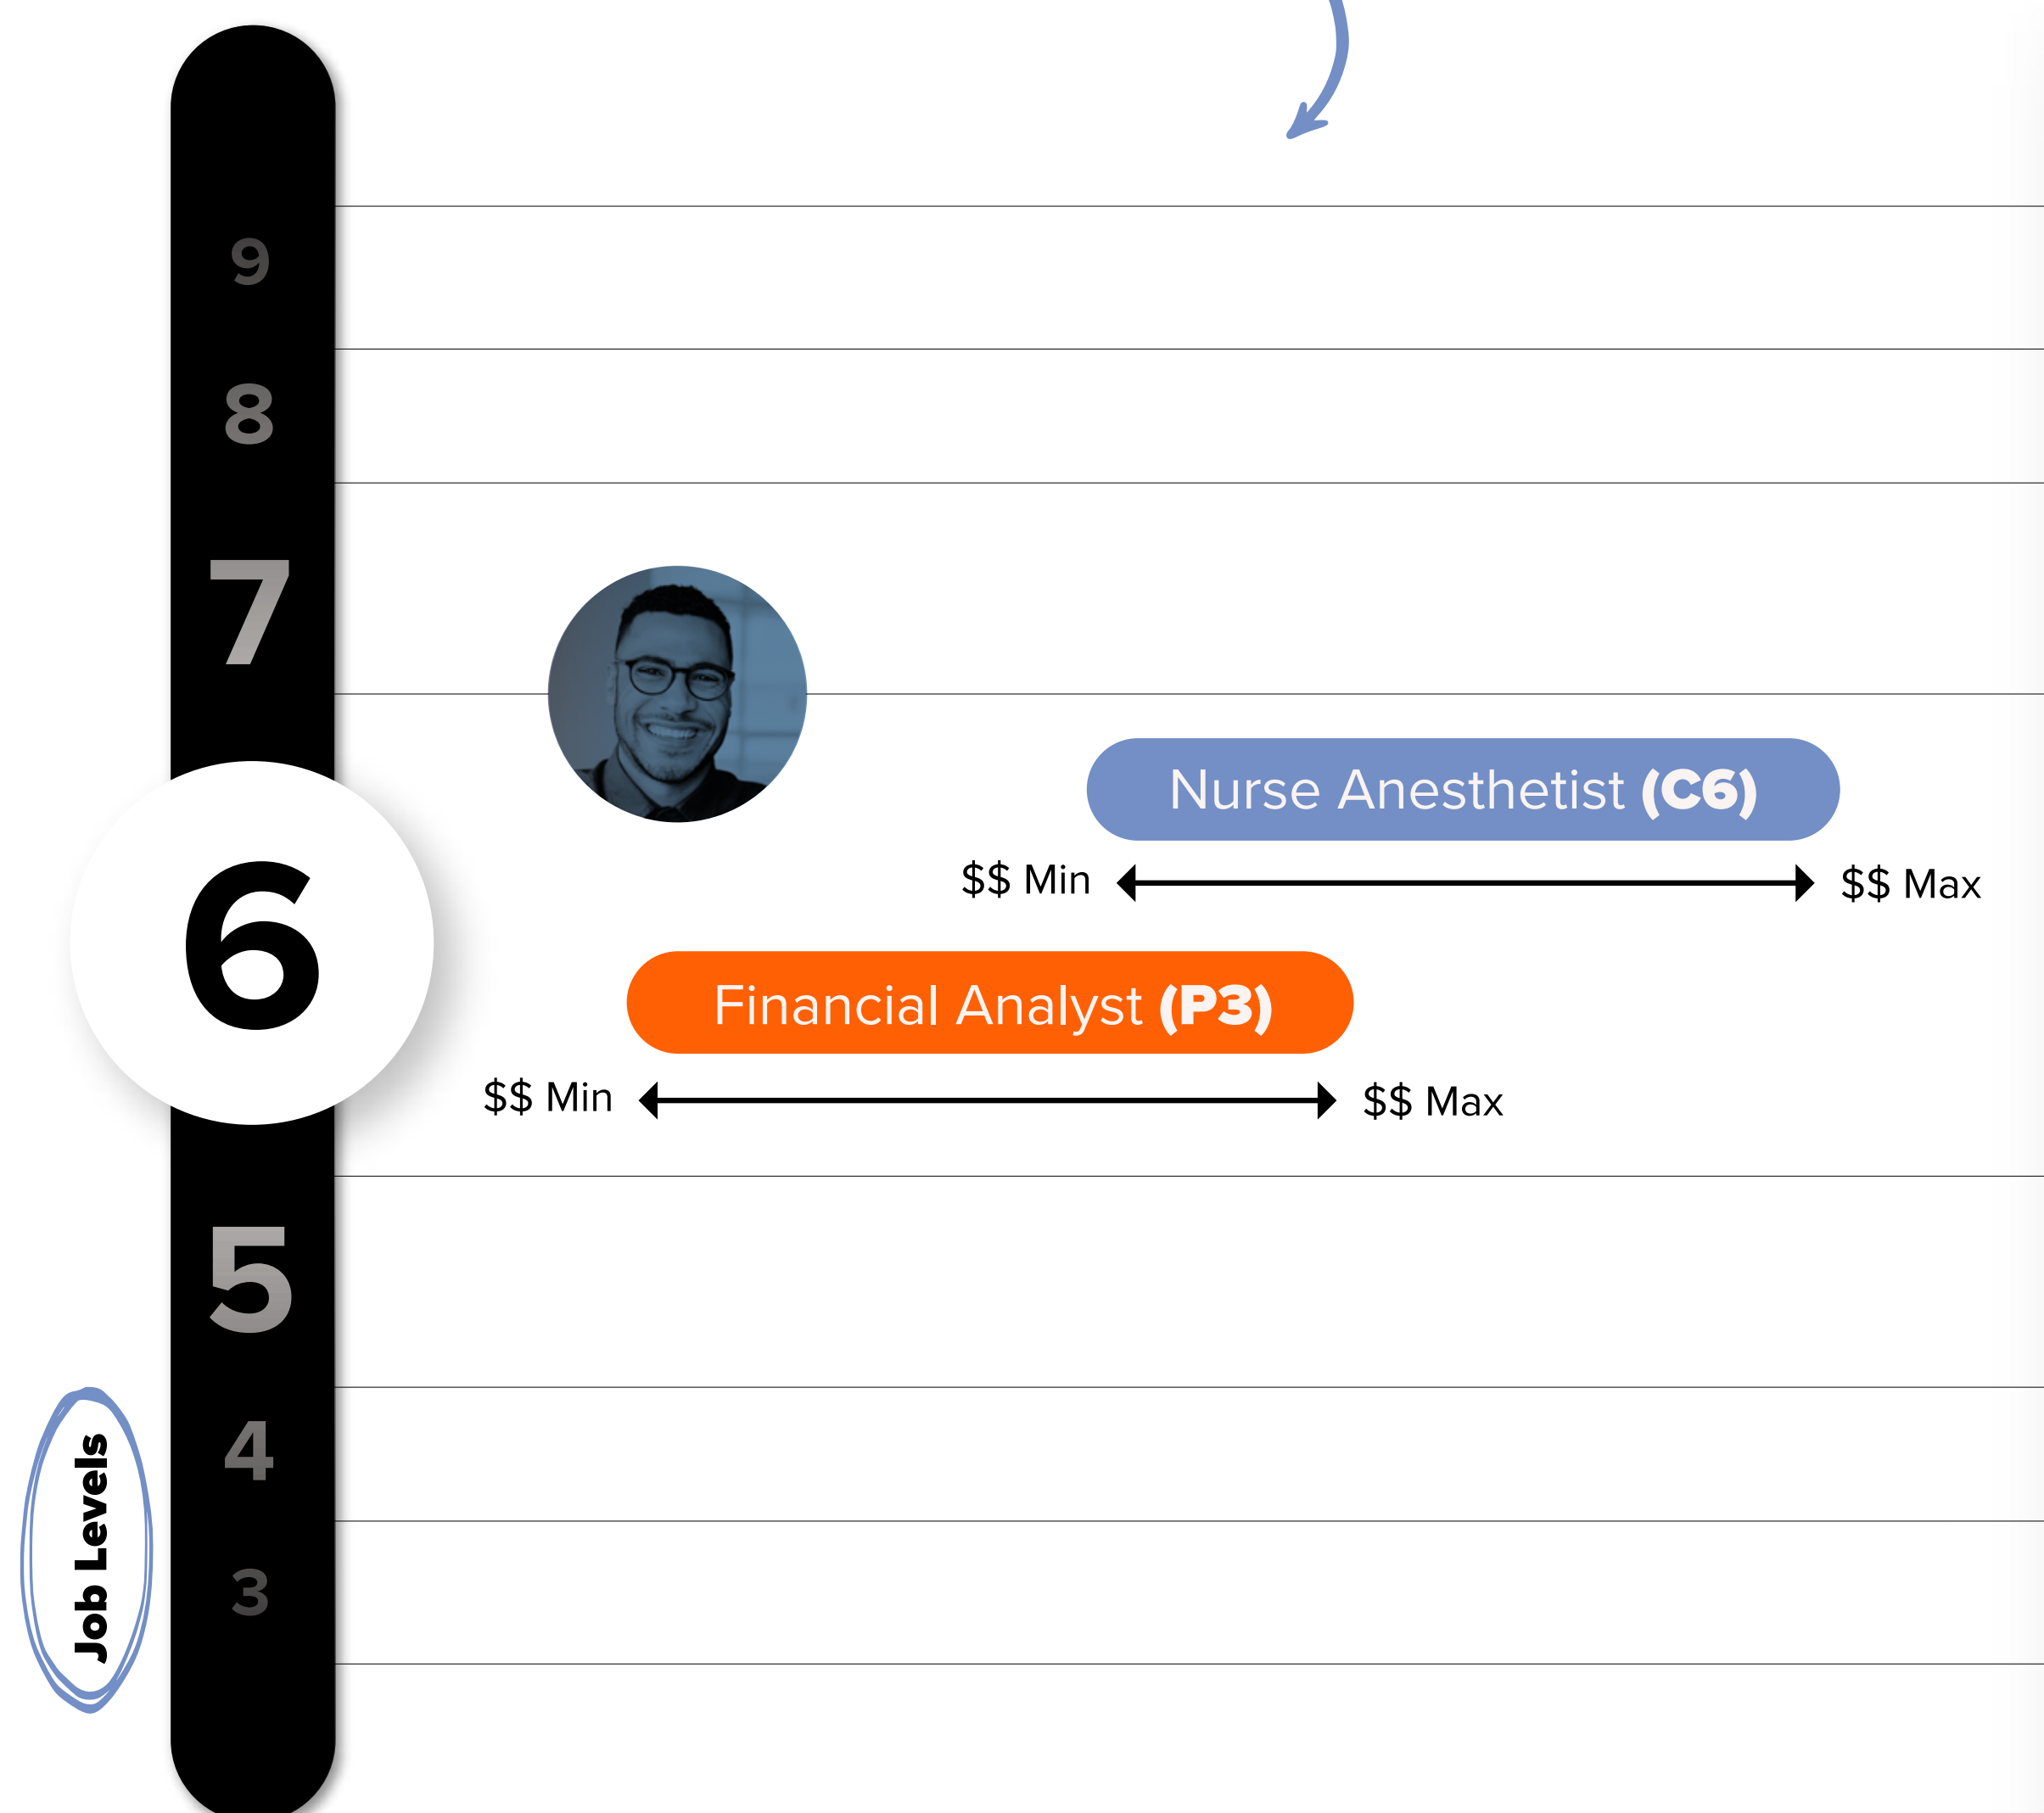 9
8
7
6
5
4
3
Job Levels
Nurse Anesthetist (C6)
$$ Min
$$ Max
Financial Analyst (P3)
$$ Min
$$ Max